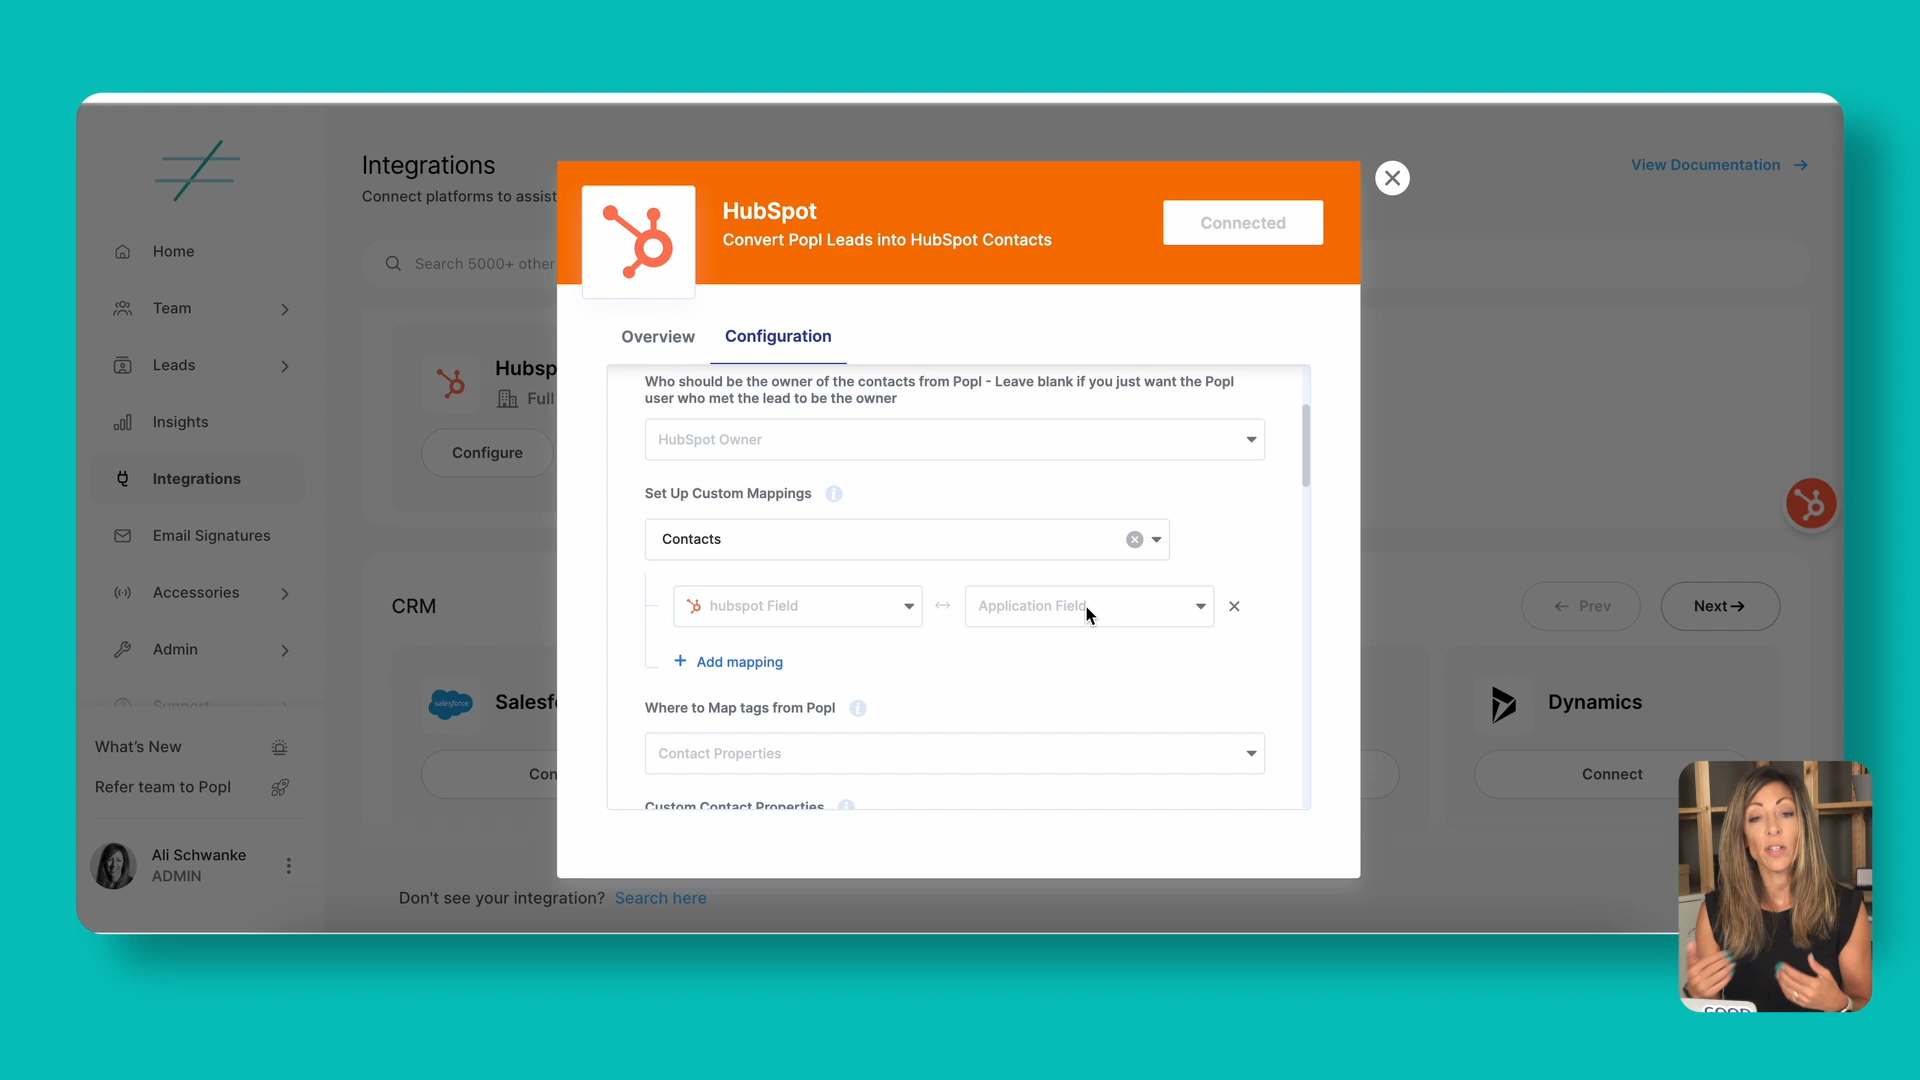 Integrations
Connect platforms to assist
View Documentation
Search 5000+ other
Home
Team
Leads
Insights
Integrations
Email Signatures
Accessories
Admin
Support
What's New
Refer team to Popl
Ali Schwanke
ADMIN
Hubsp
Full
Configure
CRM
Prev
Next
salesforce
Salesf
Con
Dynamics
Connect
Don't see your integration? Search here
HubSpot
Convert Popl Leads into HubSpot Contacts
Connected
Overview
Configuration
Who should be the owner of the contacts from Popl - Leave blank if you just want the Popl
user who met the lead to be the owner
HubSpot Owner
Set Up Custom Mappings
Contacts
hubspot Field
Application Field
+ Add mapping
Where to Map tags from Popl
Contact Properties
Custom Contact Properties